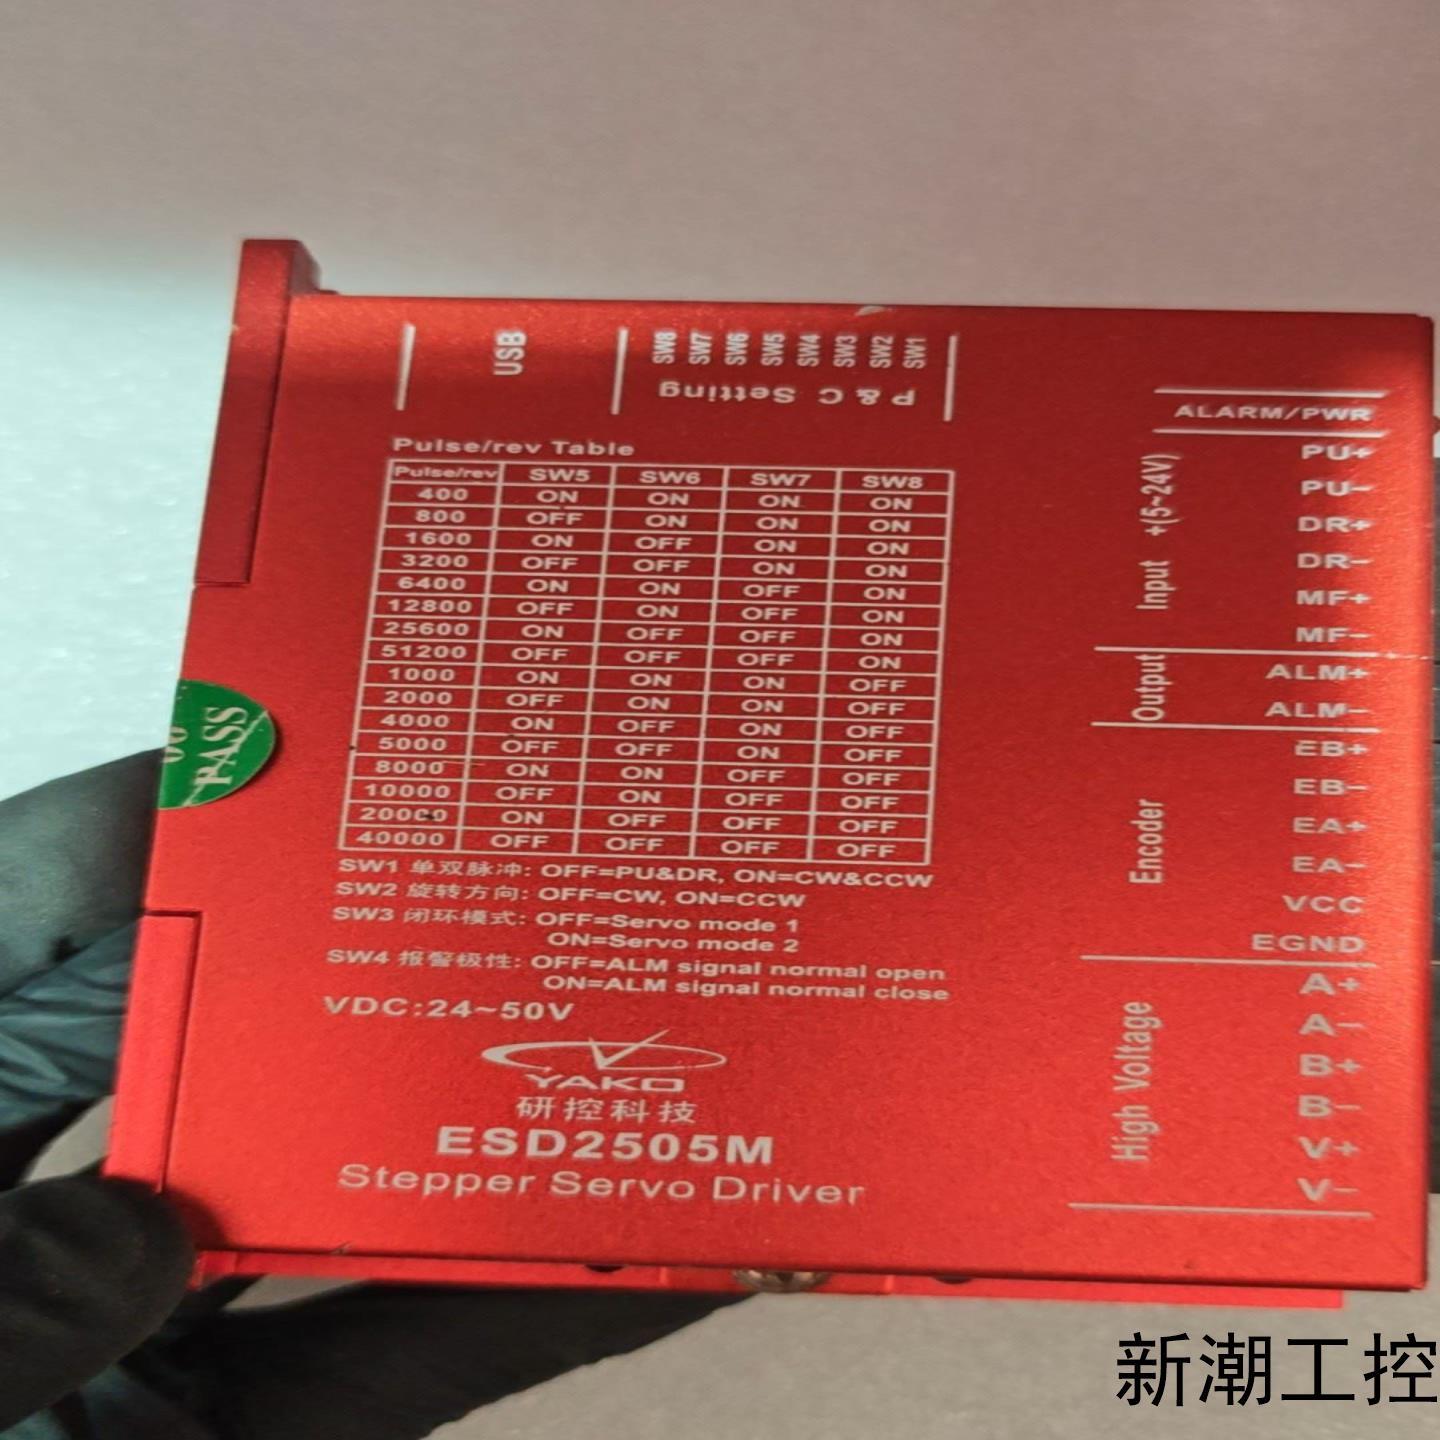 USB
SW8 SW7 SW6 SW5 SW4 SW3 SW2 SW1
P & C Setting
Pulse/rev Table
Pulse/rev SW5 SW6 SW7 SW8
400 ON ON ON ON
800 OFF ON ON ON
1600 ON OFF ON ON
3200 OFF OFF ON ON
6400 ON ON OFF ON
12800 OFF ON OFF ON
25600 ON OFF OFF ON
51200 OFF OFF OFF ON
1000 ON ON ON OFF
2000 OFF ON ON OFF
4000 ON OFF ON OFF
5000 OFF OFF ON OFF
8000 ON ON OFF OFF
10000 OFF ON OFF OFF
20000 ON OFF OFF OFF
40000 OFF OFF OFF OFF
SW1 单双脉冲: OFF=PU&DR, ON=CW&CCW
SW2 旋转方向: OFF=CW, ON=CCW
SW3 闭环模式: OFF=Servo mode 1
ON=Servo mode 2
SW4 报警极性: OFF=ALM signal normal open
ON=ALM signal normal close
VDC:24~50V
YAKO
研控科技
ESD2505M
Stepper Servo Driver
ALARM/PWR
Input +(5~24V)
PU+
PU-
DR+
DR-
MF+
MF-
Output
ALM+
ALM-
Encoder
EB+
EB-
EA+
EA-
VCC
EGND
High Voltage
A+
A-
B+
B-
V+
V-
PASS
新潮工控